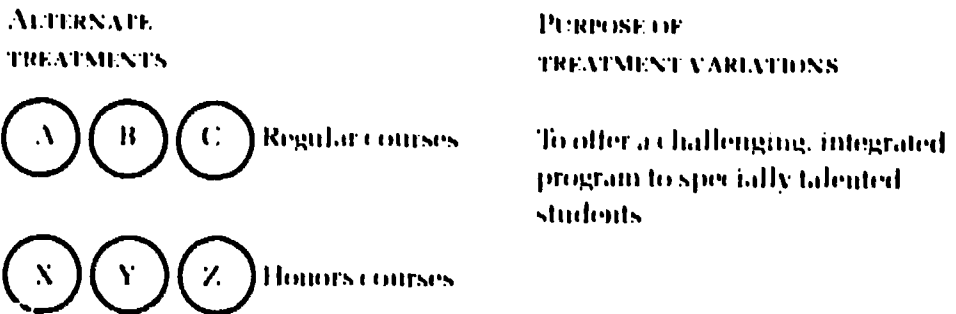 ALTERNATE
TREATMENTS
PURPOSE OF
TREATMENT VARIATIONS
A B C Regular courses
To offer a challenging, integrated
program to specially talented
students
X Y Z Honors courses